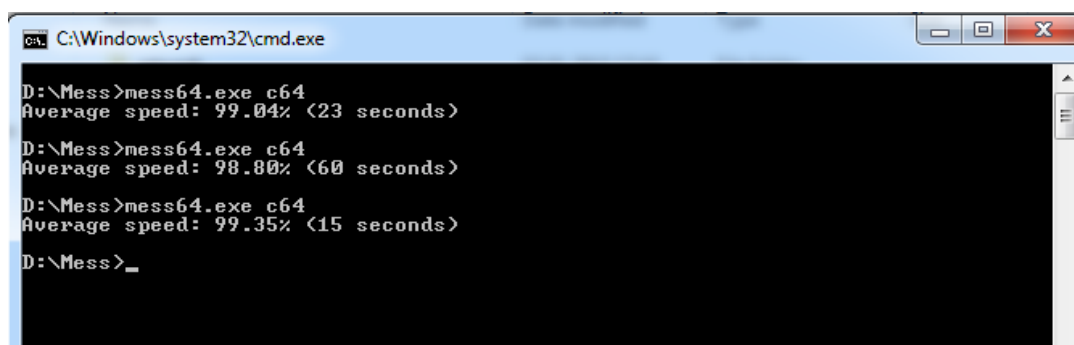 C:\Windows\system32\cmd.exe
D:\Mess>mess64.exe c64
Average speed: 99.04% (23 seconds)
D:\Mess>mess64.exe c64
Average speed: 98.80% (60 seconds)
D:\Mess>mess64.exe c64
Average speed: 99.35% (15 seconds)
D:\Mess>_